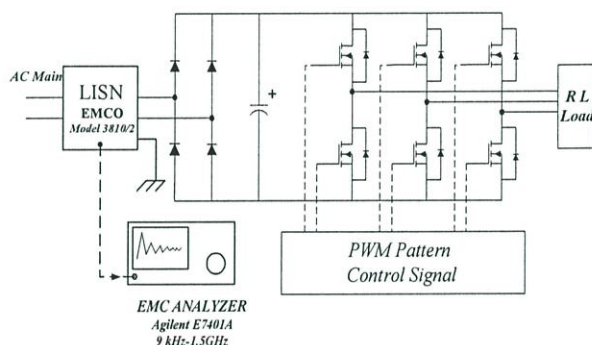 AC Main
LISN
EMCO
Model 3810/2
+
R L
Load
PWM Pattern
Control Signal
EMC ANALYZER
Agilent E7401A
9 kHz-1.5GHz